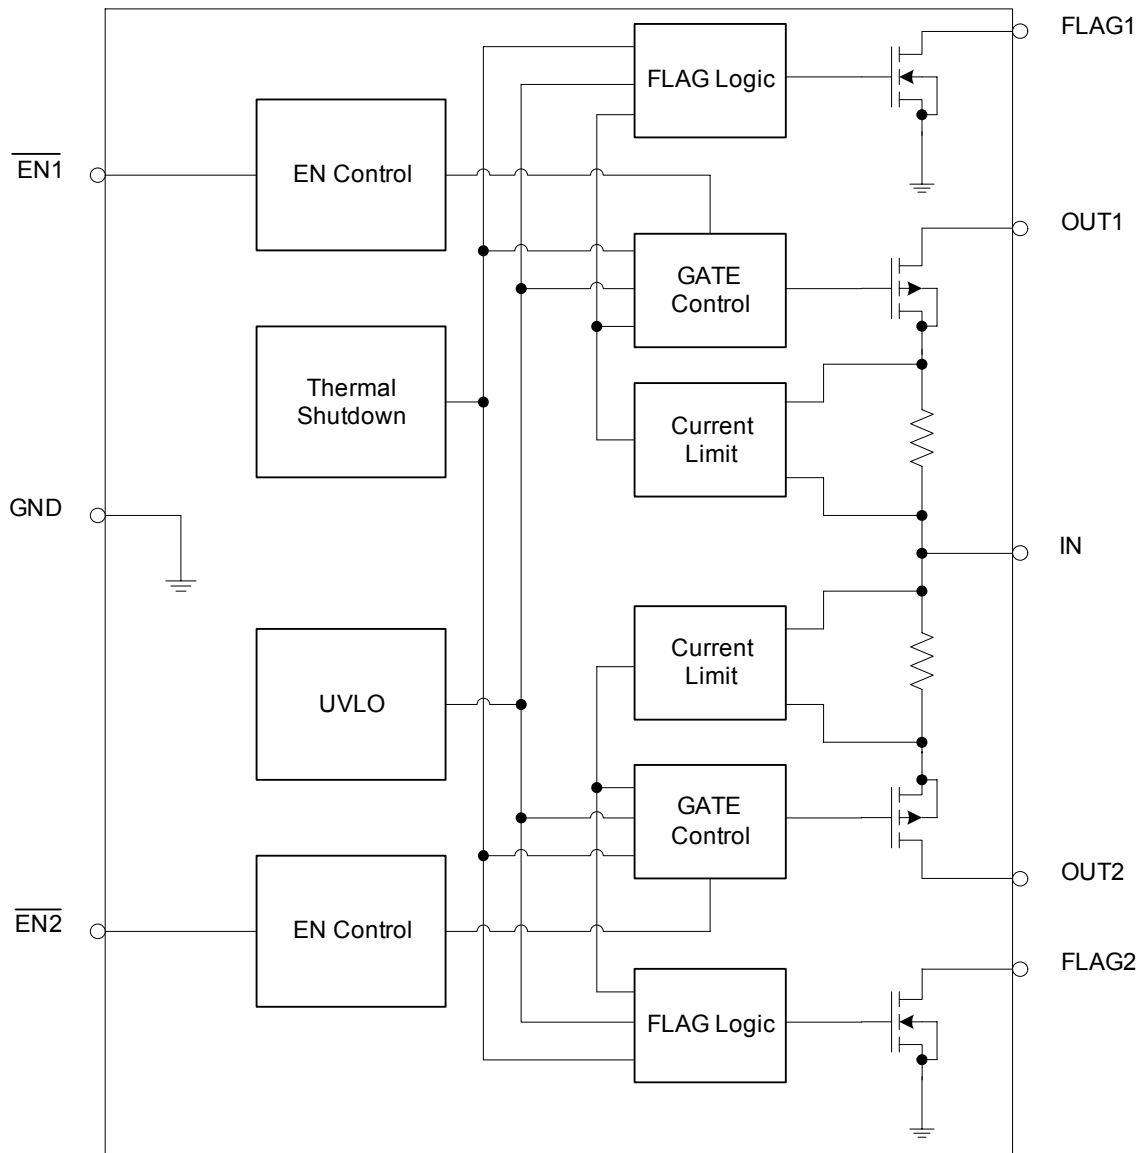 FLAG1
FLAG Logic
EN1
EN Control
OUT1
GATE
Control
Thermal
Shutdown
Current
Limit
GND
IN
Current
Limit
UVLO
GATE
Control
OUT2
EN2
EN Control
FLAG2
FLAG Logic